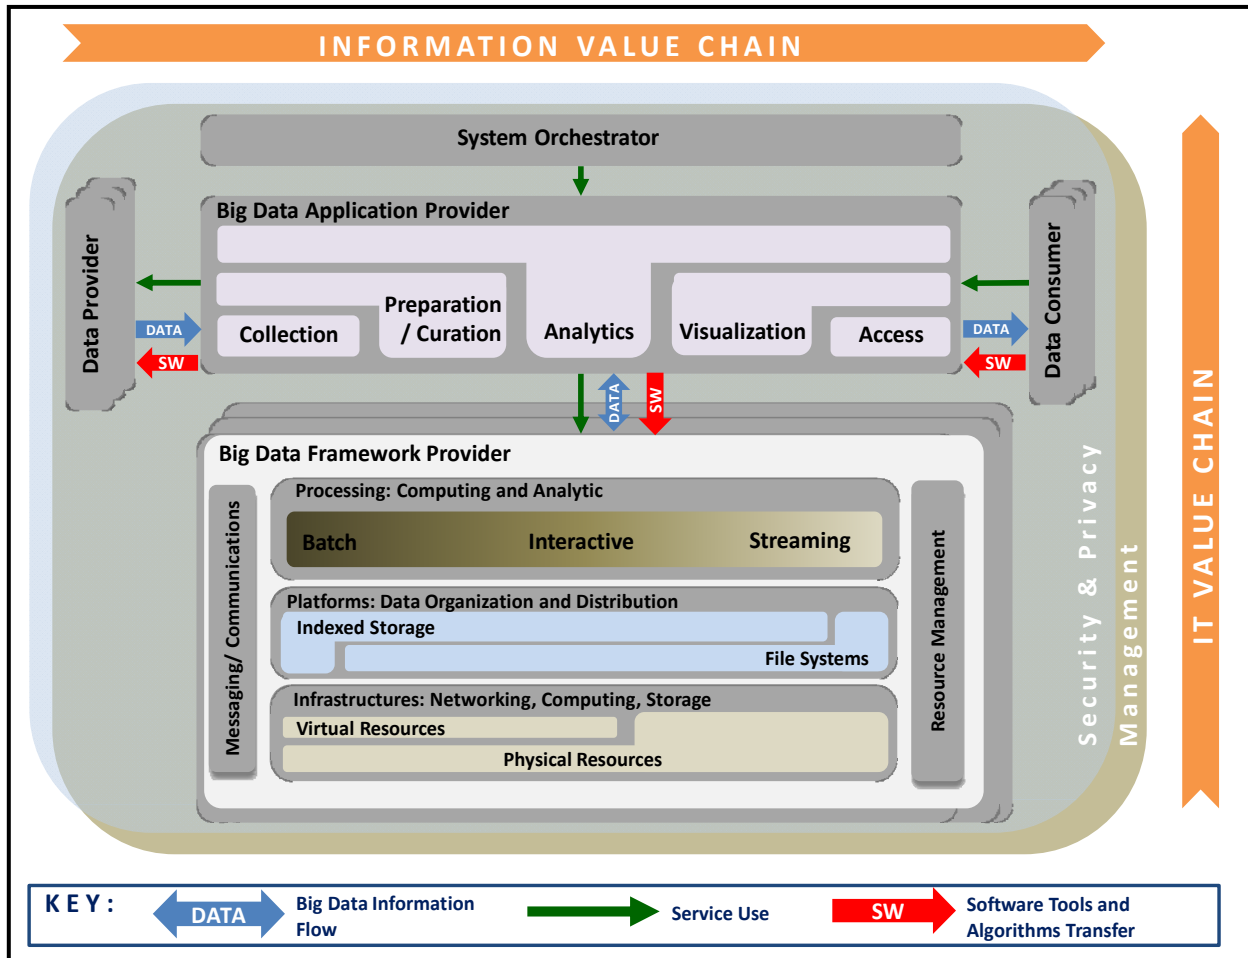 INFORMATION VALUE CHAIN
System Orchestrator
Big Data Application Provider
Data Provider
Data Consumer
Collection
Preparation
/ Curation
Analytics
Visualization
Access
DATA
SW
DATA
SW
DATA
SW
Big Data Framework Provider
Messaging/ Communications
Processing: Computing and Analytic
Batch
Interactive
Streaming
Platforms: Data Organization and Distribution
Indexed Storage
File Systems
Infrastructures: Networking, Computing, Storage
Virtual Resources
Physical Resources
Resource Management
Security & Privacy
Management
IT VALUE CHAIN
KEY:
DATA
Big Data Information
Flow
Service Use
SW
Software Tools and
Algorithms Transfer